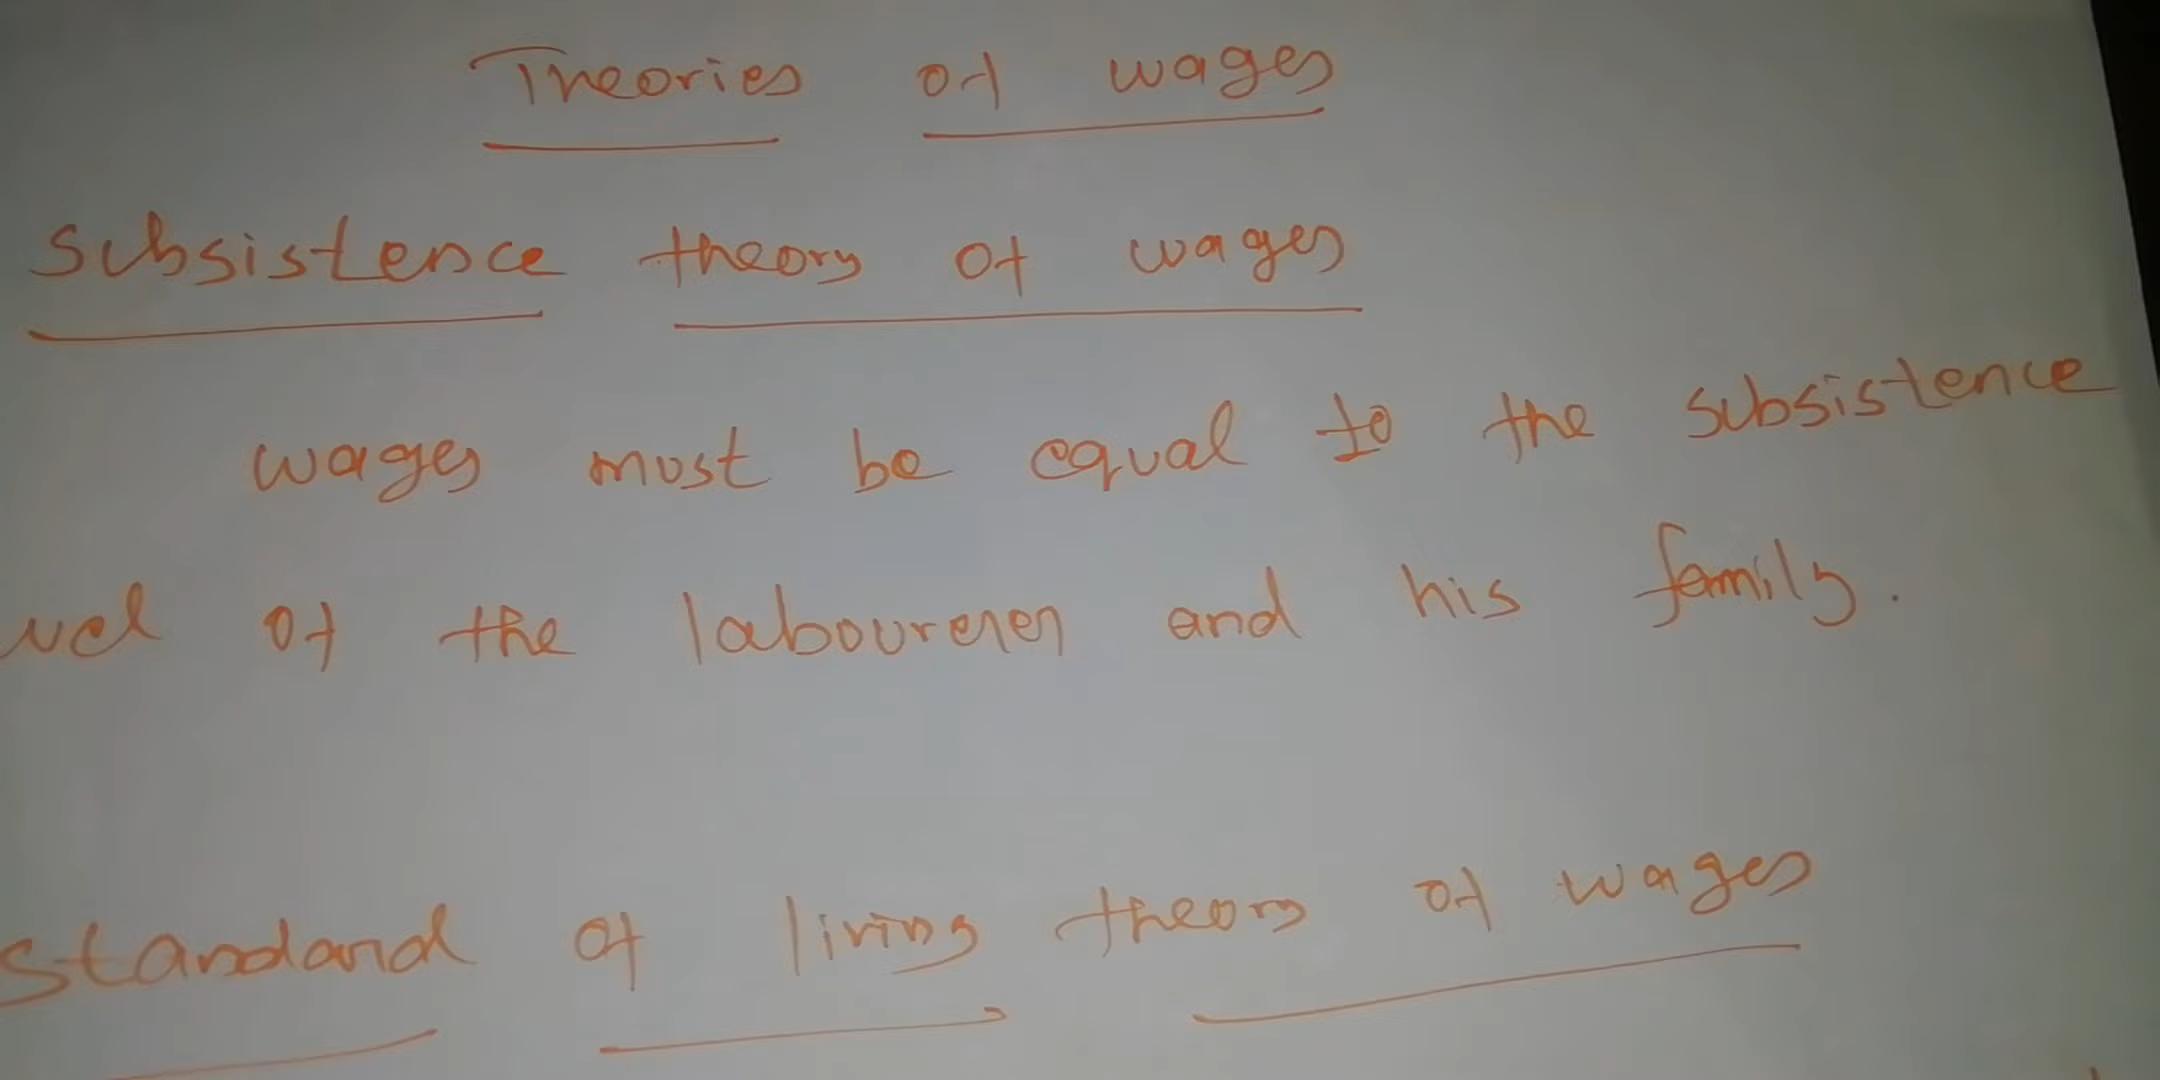 Theories of wages
Subsistence theory of wages
wages must be equal to the subsistence
vel of the labourerer and his family.
Standard of living theory of wages